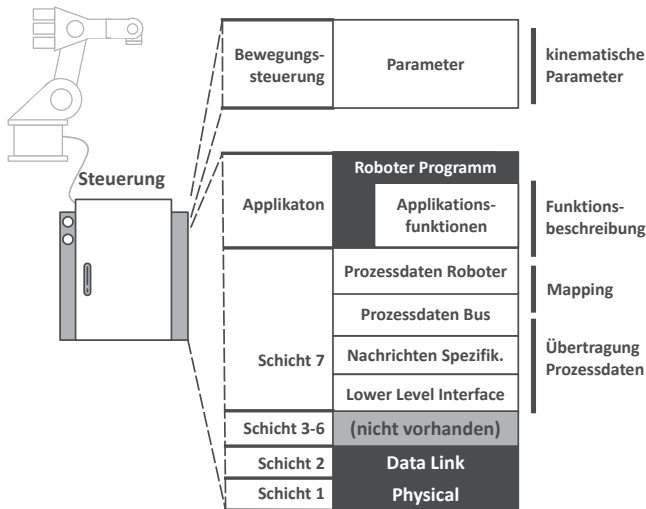 Bewegungs-
steuerung
Parameter
kinematische
Parameter
Steuerung
Roboter Programm
Applikaton
Applikations-
funktionen
Funktions-
beschreibung
Prozessdaten Roboter
Mapping
Prozessdaten Bus
Schicht 7
Nachrichten Spezifik.
Übertragung
Prozessdaten
Lower Level Interface
Schicht 3-6
(nicht vorhanden)
Schicht 2
Data Link
Schicht 1
Physical